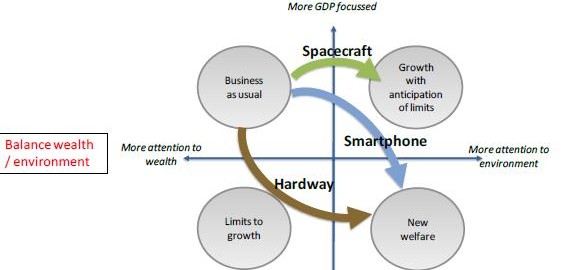 More GDP focussed
Spacecraft
Business
as usual
Growth
with
anticipation
of limits
Balance wealth
/ environment
More attention to
wealth
Smartphone
More attention to
environment
Hardway
Limits to
growth
New
welfare